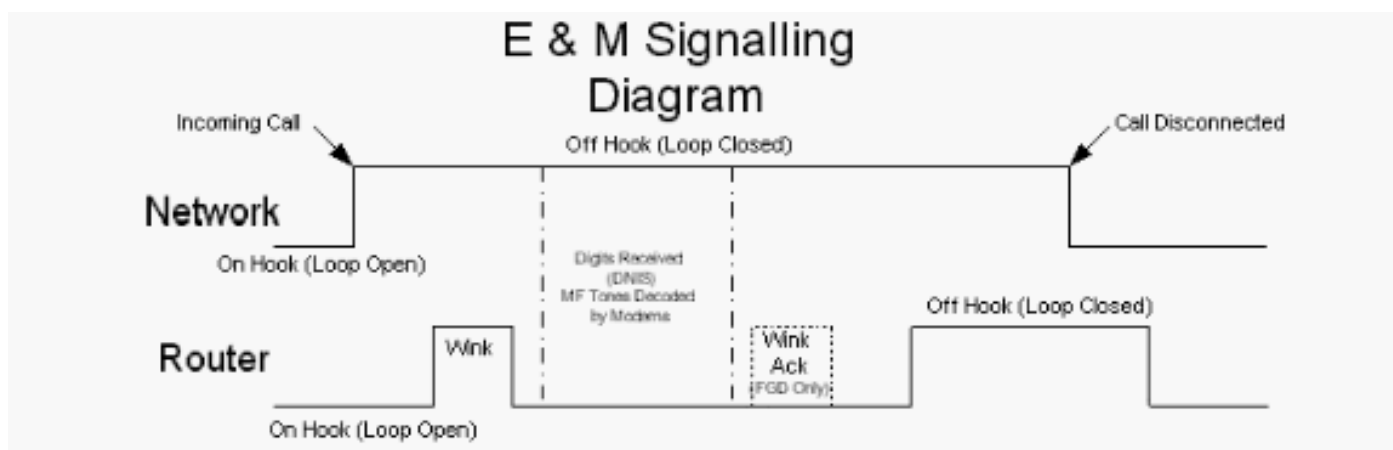 E & M Signalling
Diagram
Incoming Call
Call Disconnected
Off Hook (Loop Closed)
Network
On Hook (Loop Open)
Digits Received
(DNIS)
MF Tones Decoded
by Modems
Off Hook (Loop Closed)
Router
Wink
Wink
Ack
(FGD Only)
On Hook (Loop Open)